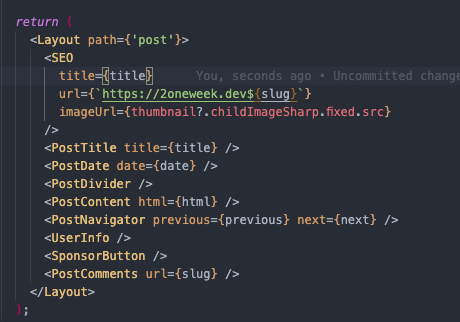 return (
<Layout path={'post'}>
<SEO
title={title} You, seconds ago • Uncommitted change
url={`https://2oneweek.dev${slug}`}
imageUrl={thumbnail?.childImageSharp.fixed.src}
/>
<PostTitle title={title} />
<PostDate date={date} />
<PostDivider />
<PostContent html={html} />
<PostNavigator previous={previous} next={next} />
<UserInfo />
<SponsorButton />
<PostComments url={slug} />
</Layout>
);